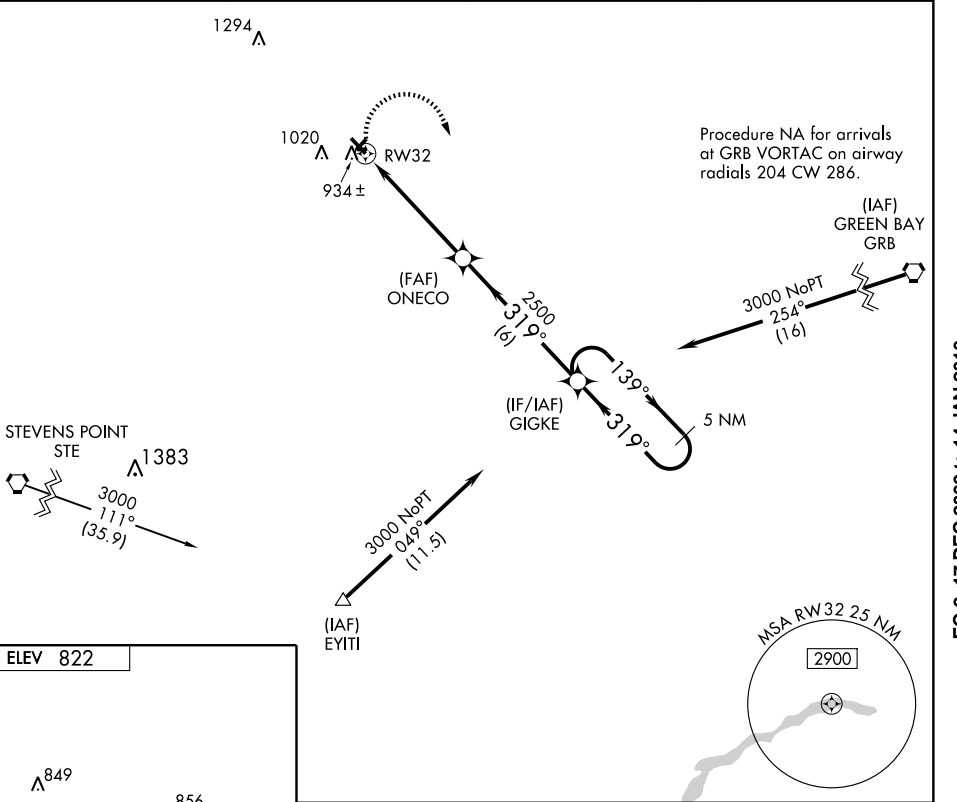 1294
1020
RW32
934±
Procedure NA for arrivals
at GRB VORTAC on airway
radials 204 CW 286.
(IAF)
GREEN BAY
GRB
3000 NoPT
254°
(16)
(FAF)
ONECO
2500
319°
(6)
(IF/IAF)
GIGKE
139°
319°
5 NM
STEVENS POINT
STE
1383
3000
111°
(35.9)
3000 NoPT
049°
(11.5)
(IAF)
EYITI
MSA RW32 25 NM
2900
ELEV 822
849
856